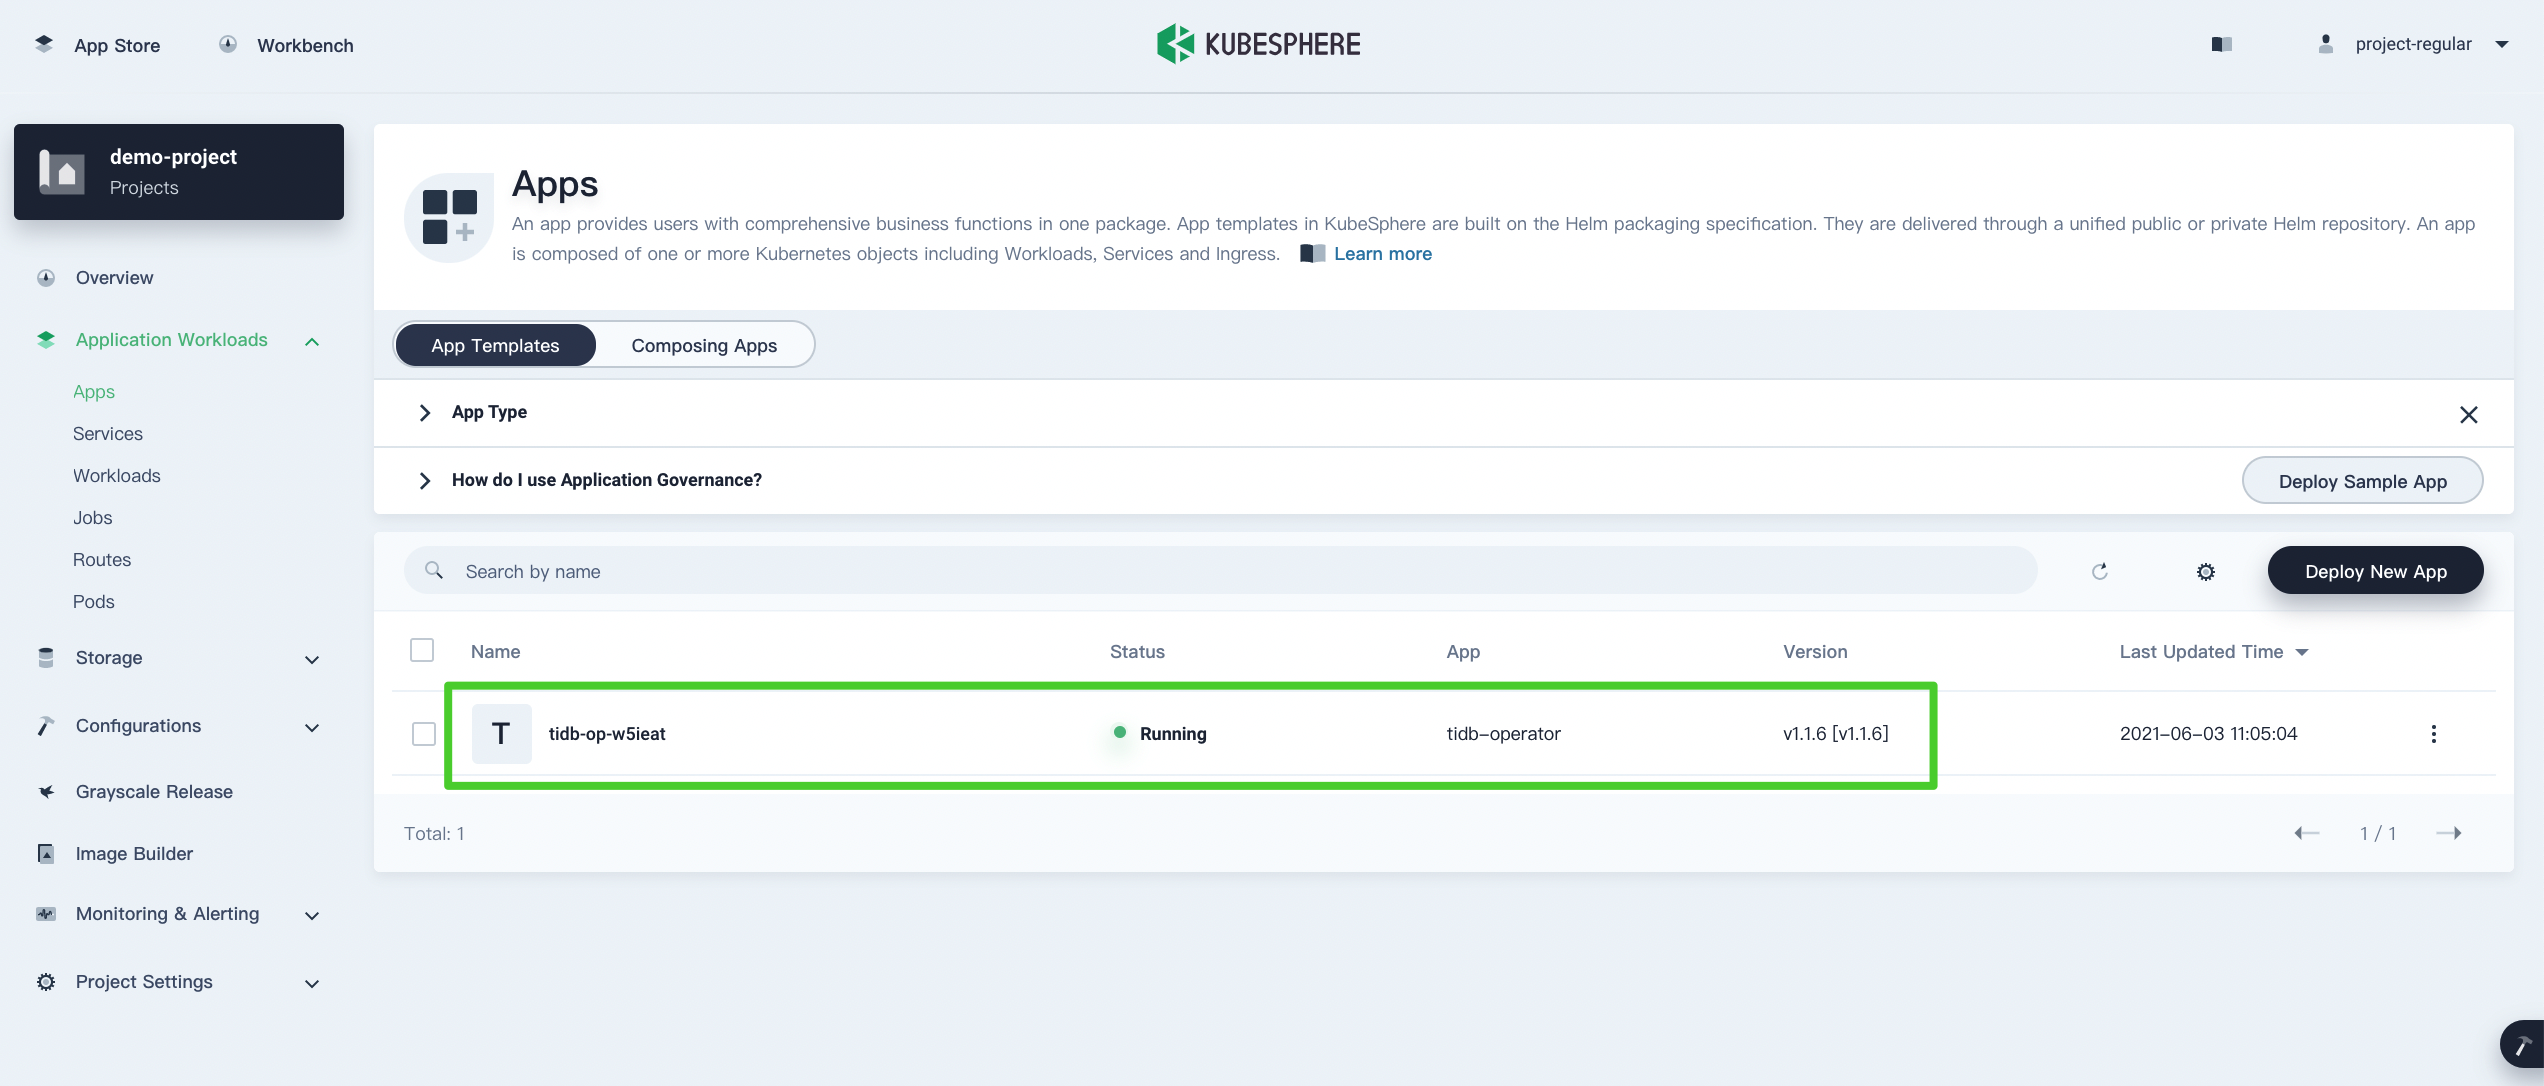 App Store
Workbench
KUBESPHERE
project-regular
demo-project
Projects
Overview
Application Workloads
Apps
Services
Workloads
Jobs
Routes
Pods
Storage
Configurations
Grayscale Release
Image Builder
Monitoring & Alerting
Project Settings
Apps
An app provides users with comprehensive business functions in one package. App templates in KubeSphere are built on the Helm packaging specification. They are delivered through a unified public or private Helm repository. An app
is composed of one or more Kubernetes objects including Workloads, Services and Ingress. Learn more
App Templates
Composing Apps
App Type
How do I use Application Governance?
Deploy Sample App
Search by name
Deploy New App
Name Status App Version Last Updated Time
T tidb-op-w5ieat Running tidb-operator v1.1.6 [v1.1.6] 2021-06-03 11:05:04
Total: 1
1 / 1